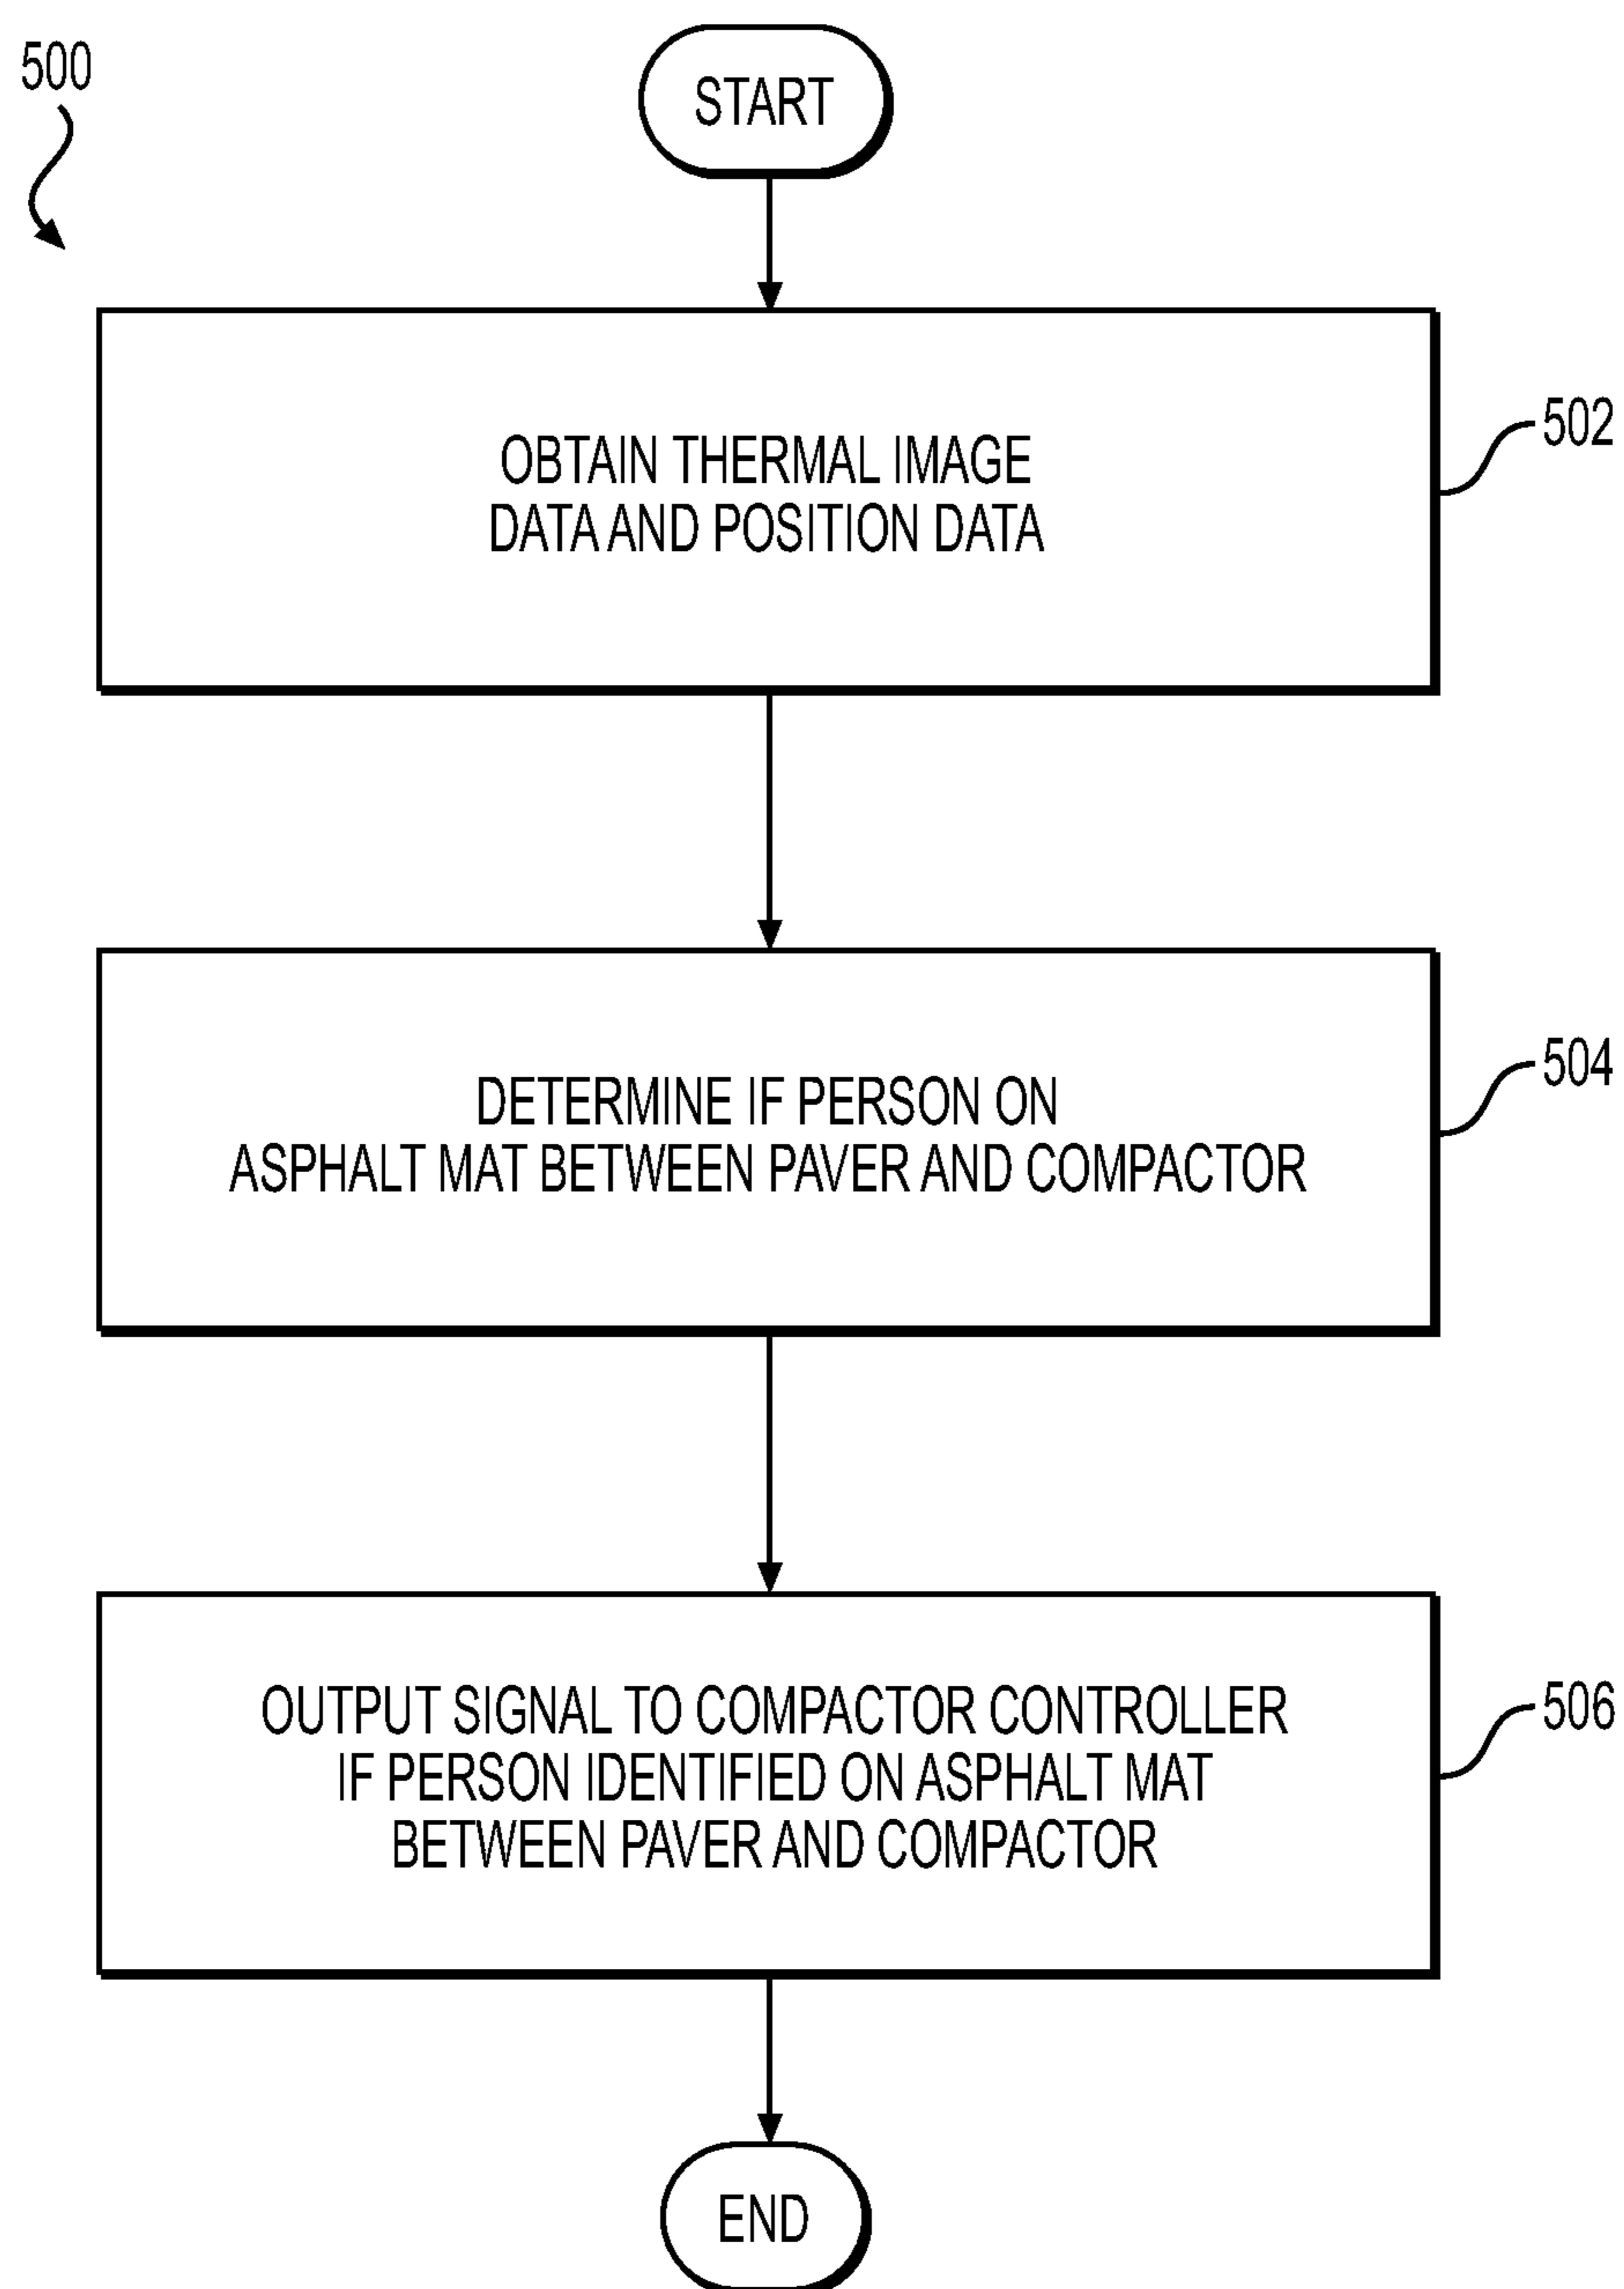 500
START
OBTAIN THERMAL IMAGE
DATA AND POSITION DATA
502
DETERMINE IF PERSON ON
ASPHALT MAT BETWEEN PAVER AND COMPACTOR
504
OUTPUT SIGNAL TO COMPACTOR CONTROLLER
IF PERSON IDENTIFIED ON ASPHALT MAT
BETWEEN PAVER AND COMPACTOR
506
END